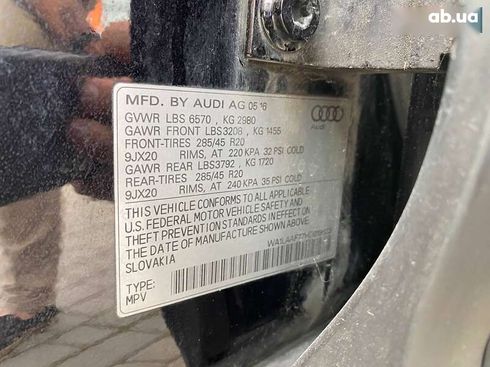 ab.ua
MFD. BY AUDI AG 05 16
GVWR LBS 6570 , KG 2980
GAWR FRONT LBS3208 , KG 1455
FRONT-TIRES 285/45 R20
9JX20 RIMS, AT 220 KPA 32 PSI COLD
GAWR REAR LBS3792 , KG 1720
REAR-TIRES 285/45 R20
9JX20 RIMS, AT 240 KPA 35 PSI COLD
THIS VEHICLE CONFORMS TO ALL APPLICABLE
U.S. FEDERAL MOTOR VEHICLE SAFETY AND
THEFT PREVENTION STANDARDS IN EFFECT ON
THE DATE OF MANUFACTURE SHOWN ABOVE
SLOVAKIA
TYPE:
MPV